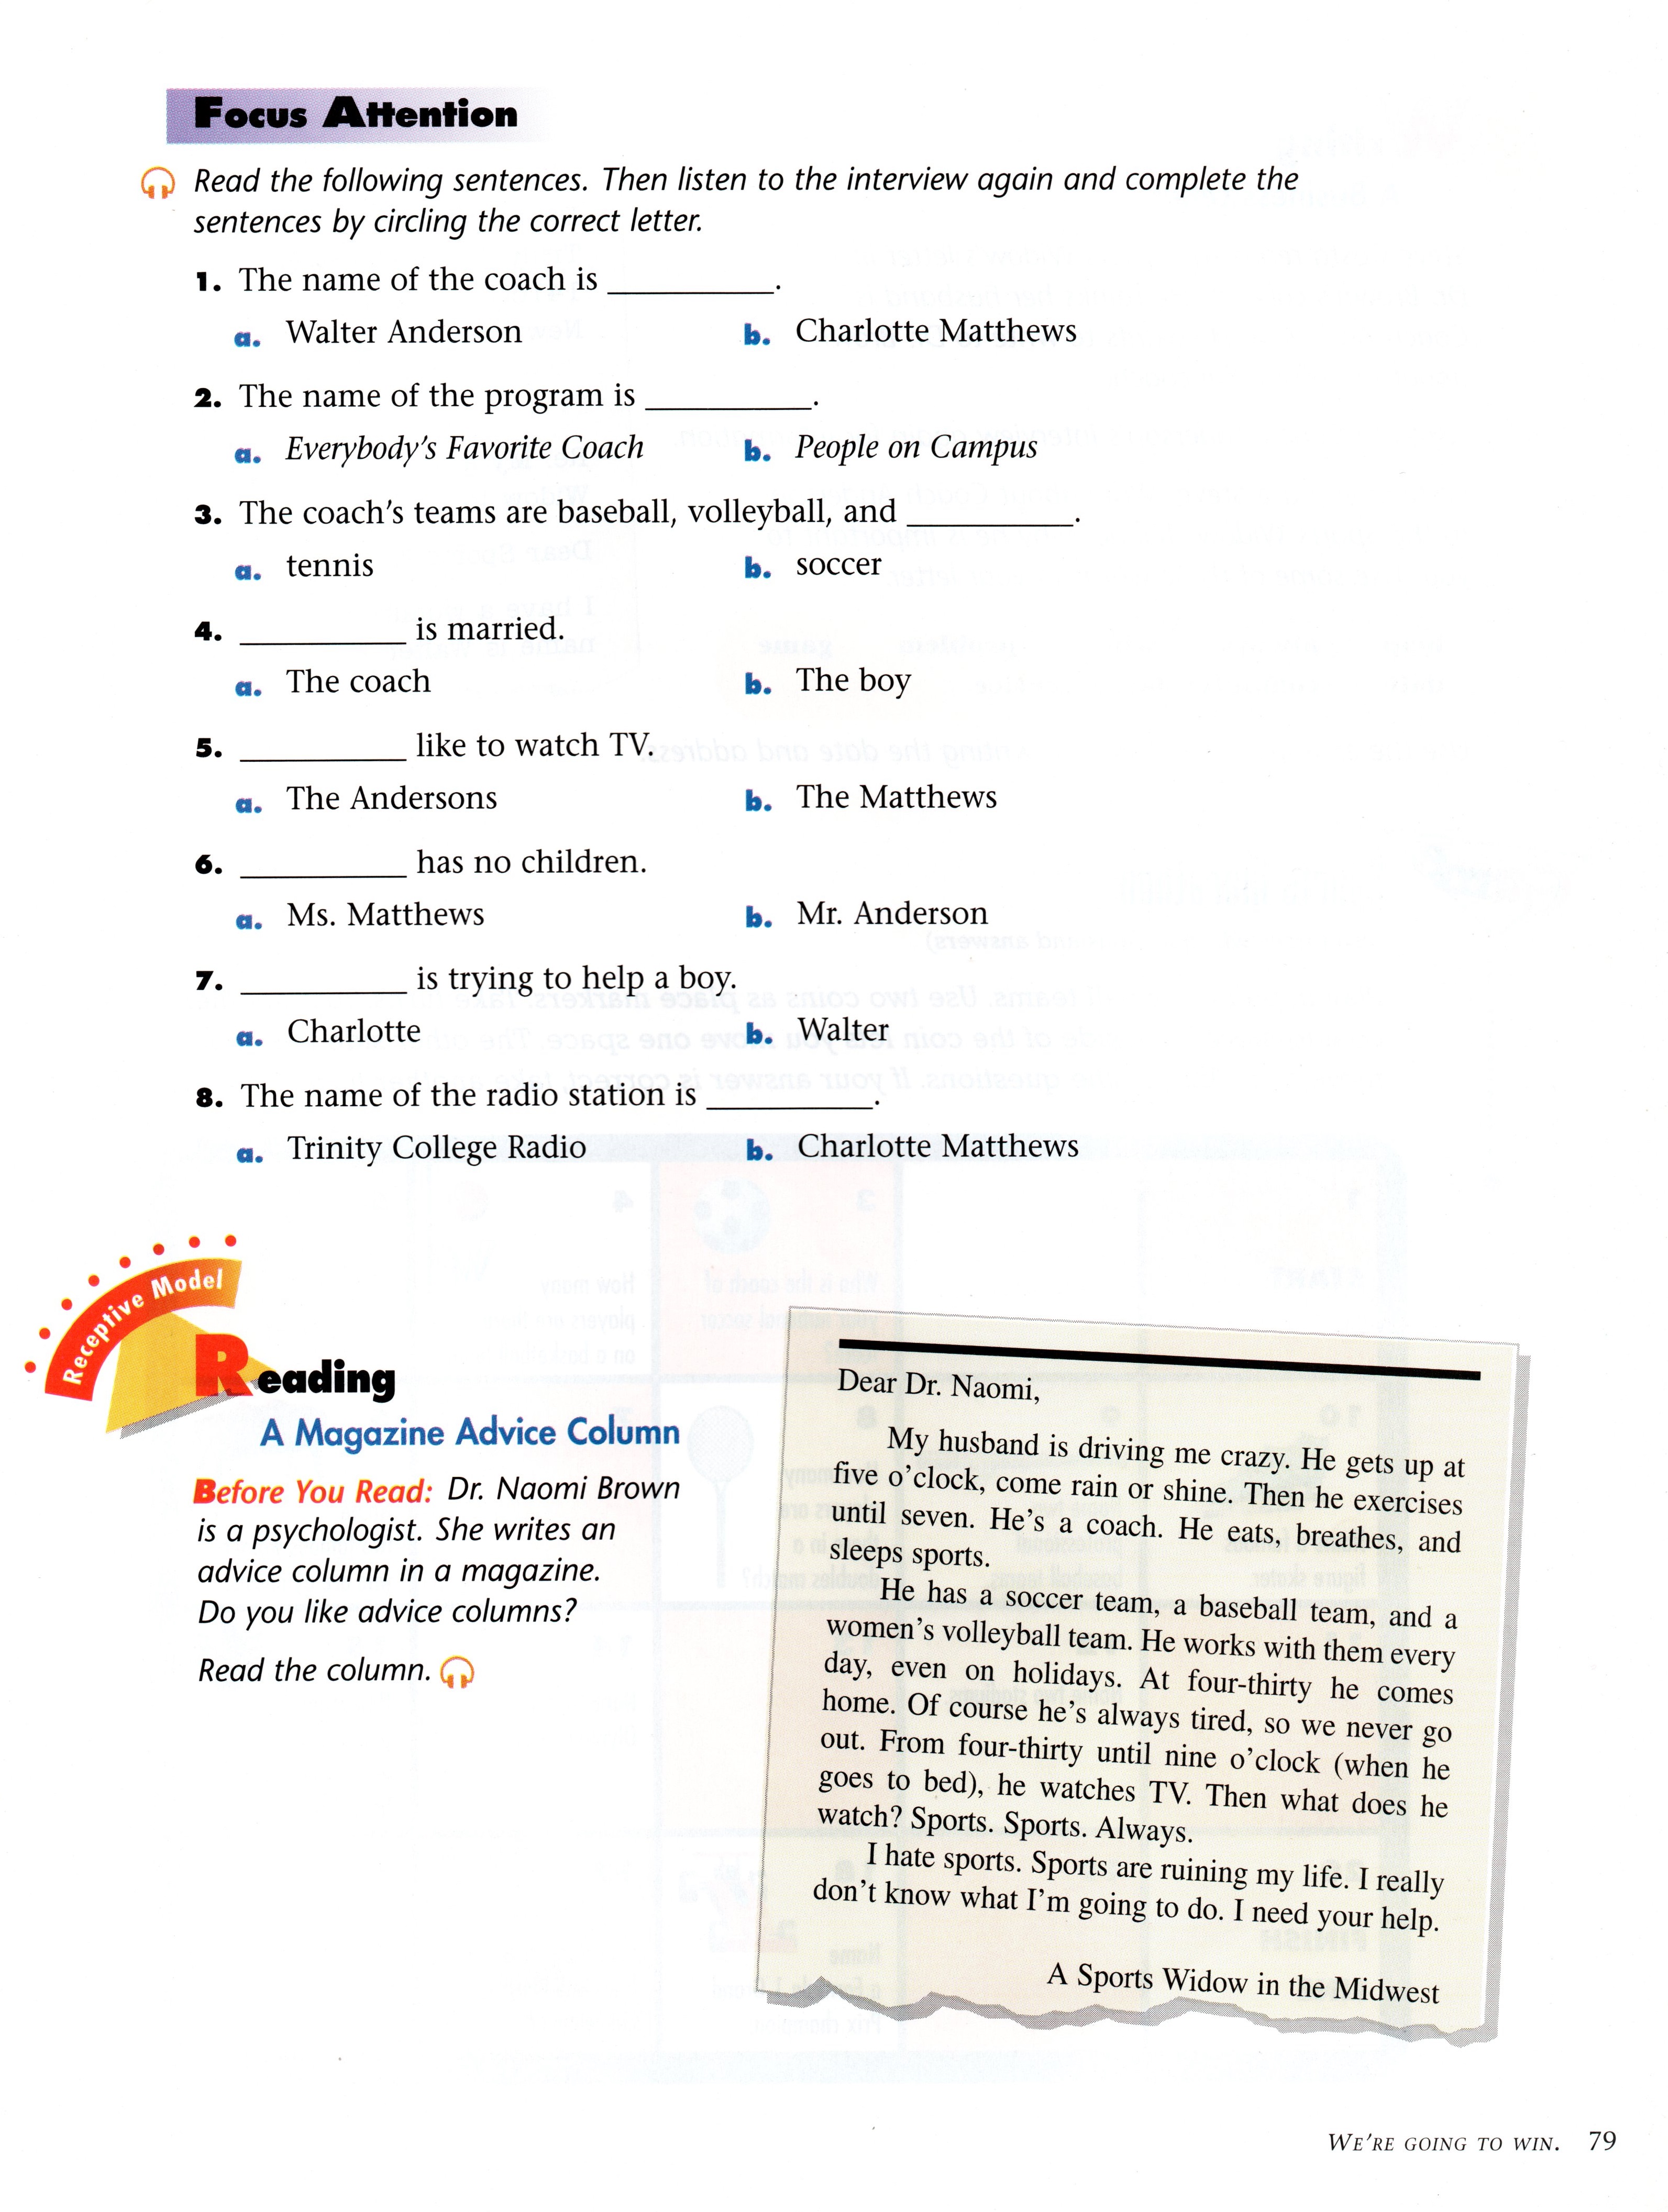 Focus Attention
Read the following sentences. Then listen to the interview again and complete the
sentences by circling the correct letter.
1. The name of the coach is __________.
a. Walter Anderson b. Charlotte Matthews
2. The name of the program is __________.
a. Everybody's Favorite Coach b. People on Campus
3. The coach's teams are baseball, volleyball, and __________.
a. tennis b. soccer
4. __________ is married.
a. The coach b. The boy
5. __________ like to watch TV.
a. The Andersons b. The Matthews
6. __________ has no children.
a. Ms. Matthews b. Mr. Anderson
7. __________ is trying to help a boy.
a. Charlotte b. Walter
8. The name of the radio station is __________.
a. Trinity College Radio b. Charlotte Matthews
Receptive Model
Reading
A Magazine Advice Column
Before You Read: Dr. Naomi Brown
is a psychologist. She writes an
advice column in a magazine.
Do you like advice columns?
Read the column.
Dear Dr. Naomi,
My husband is driving me crazy. He gets up at
five o'clock, come rain or shine. Then he exercises
until seven. He's a coach. He eats, breathes, and
sleeps sports.
He has a soccer team, a baseball team, and a
women's volleyball team. He works with them every
day, even on holidays. At four-thirty he comes
home. Of course he's always tired, so we never go
out. From four-thirty until nine o'clock (when he
goes to bed), he watches TV. Then what does he
watch? Sports. Sports. Always.
I hate sports. Sports are ruining my life. I really
don't know what I'm going to do. I need your help.
A Sports Widow in the Midwest
WE'RE GOING TO WIN. 79